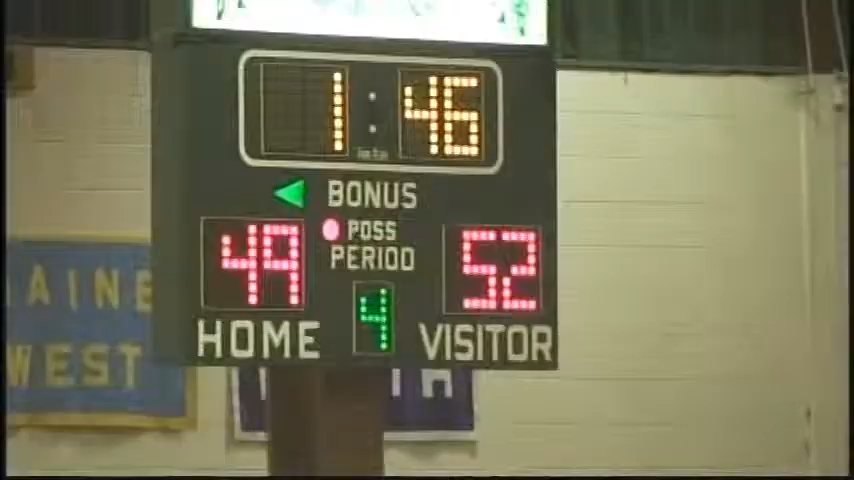 1:46
BONUS
POSS
PERIOD
49 4 52
HOME VISITOR
AINE
WEST